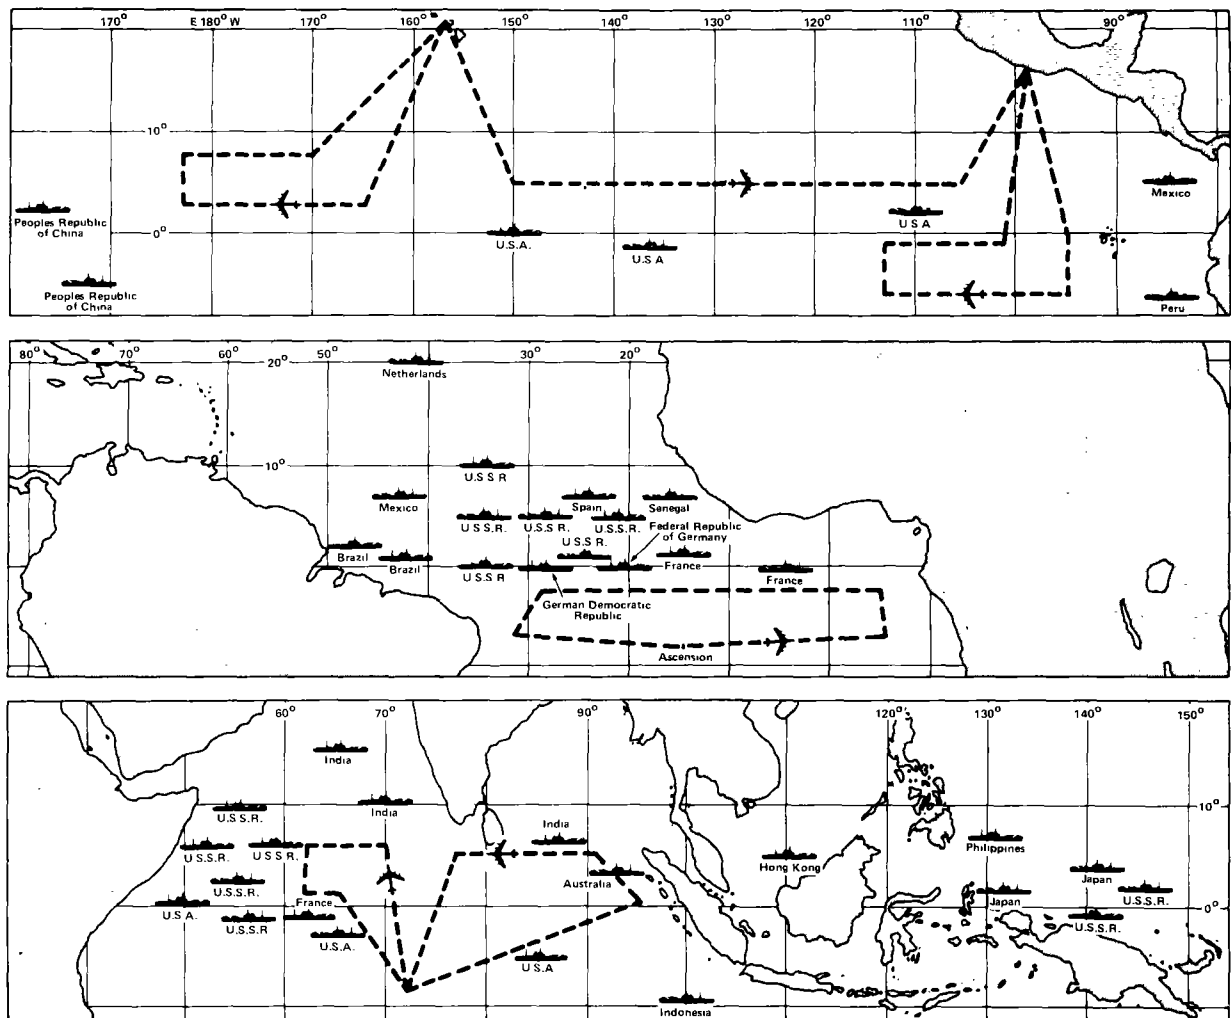 170° E 180° W 170° 160° 150° 140° 130° 120° 110° 90°
10°
Mexico
Peoples Republic
of China
0°
U.S.A.
U S A
U S A
Peoples Republic
of China
Peru
80° 70° 60° 50° 20°
20°
Netherlands
10°
U S S R
Mexico
Spain
Senegal
U S.S.R.
U S S R.
U.S.S.R.
Federal Republic
of Germany
U S S R.
Brazil
Brazil
U S S R
France
France
German Democratic
Republic
Ascension
60° 70° 90° 120° 130° 140° 150°
India
10°
U.S S.R.
India
India
U S.S.R.
U S S R.
Philippines
Hong Kong
U S S.R.
Australia
Japan
France
Japan
U S.S.R.
U S A.
0°
U S S R
U.S.A.
U.S.S.R.
U S.A
Indonesia